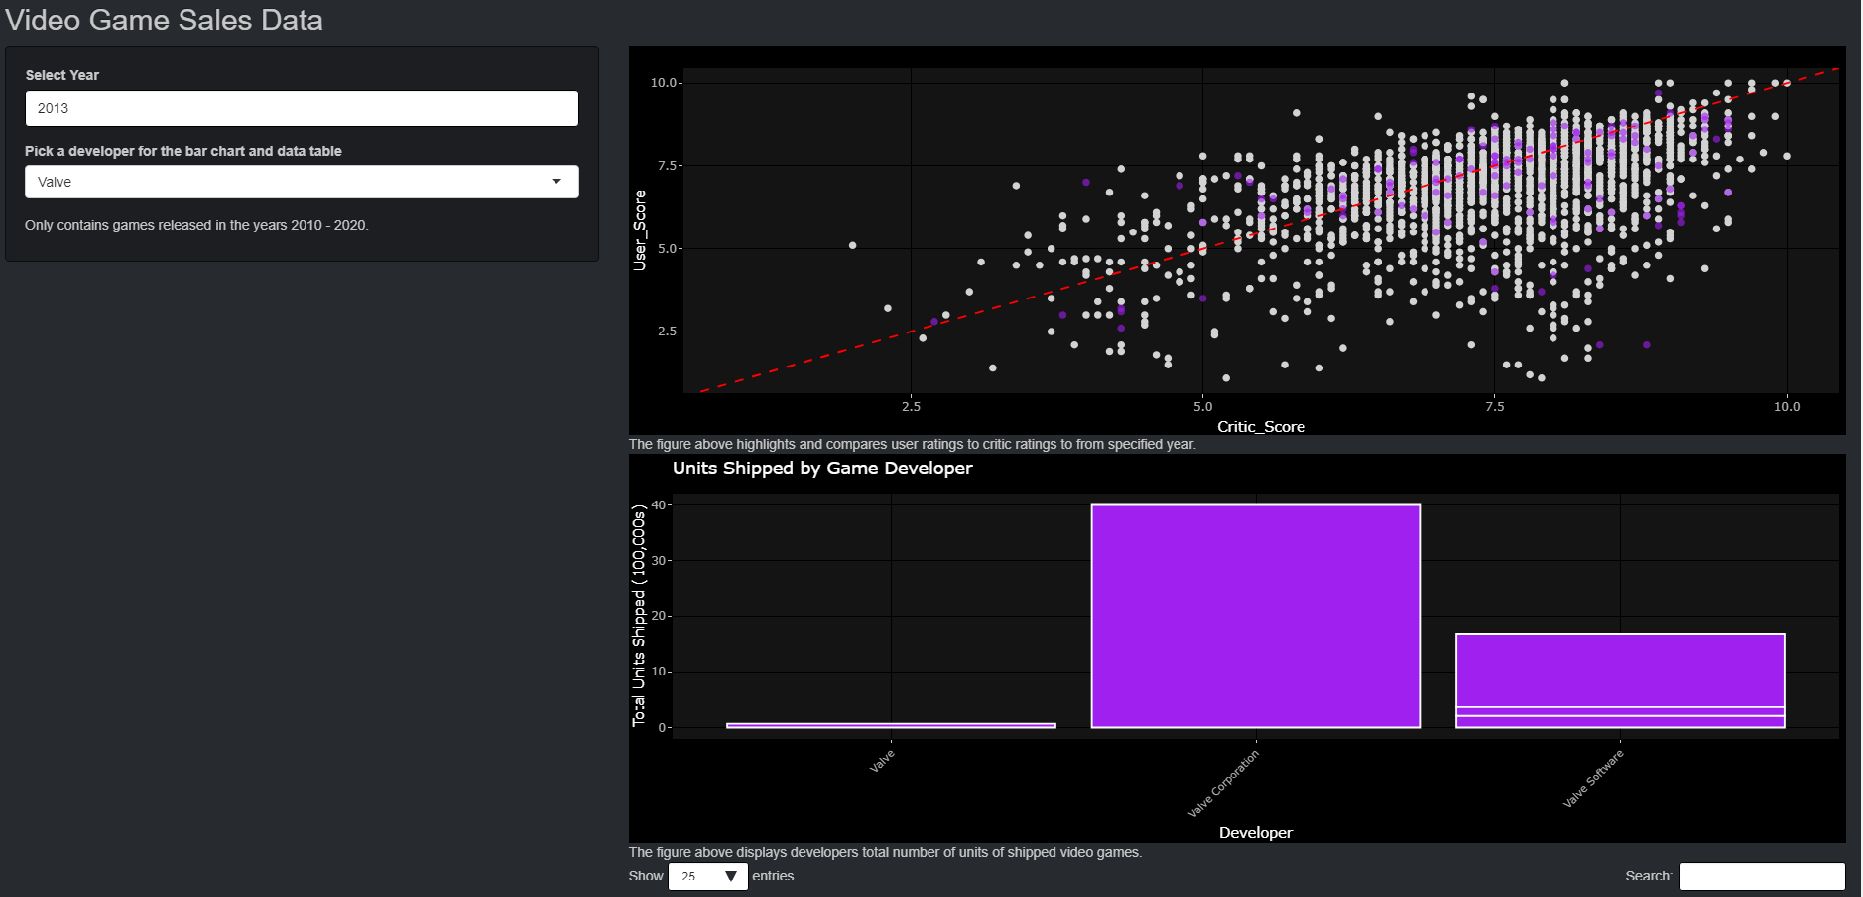 Video Game Sales Data
Select Year
2013
Pick a developer for the bar chart and data table
Valve
Only contains games released in the years 2010 - 2020.
User_Score
10.0
7.5
5.0
2.5
2.5
5.0
7.5
10.0
Critic_Score
The figure above highlights and compares user ratings to critic ratings to from specified year.
Units Shipped by Game Developer
Total Units Shipped (100,000s)
40
30
20
10
0
Valve
Valve Corporation
Valve Software
Developer
The figure above displays developers total number of units of shipped video games.
Show 25 entries
Search: